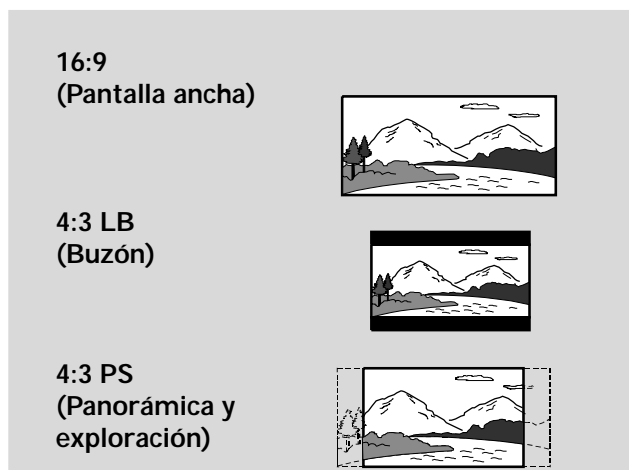 16:9
(Pantalla ancha)
4:3 LB
(Buzón)
4:3 PS
(Panorámica y
exploración)